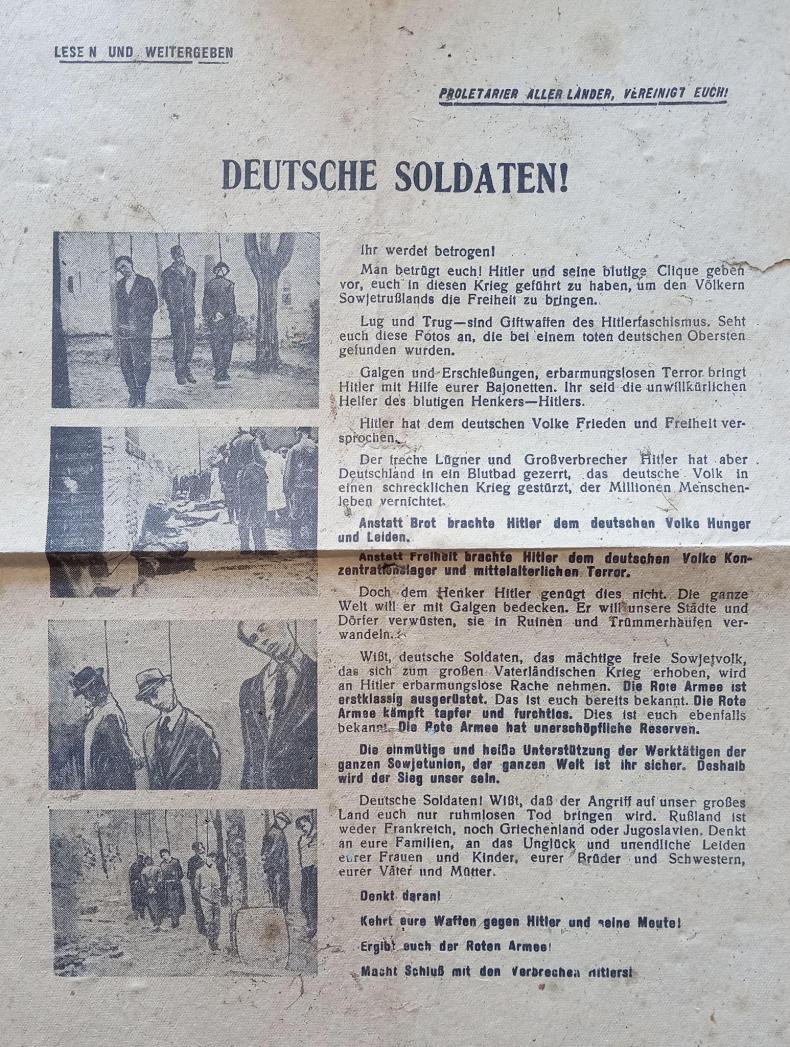 LESEN UND WEITERGEBEN
PROLETARIER ALLER LÄNDER, VEREINIGT EUCH!
DEUTSCHE SOLDATEN!
Ihr werdet betrogen!
Man betrügt euch! Hitler und seine blutige Clique geben
vor, euch in diesen Krieg geführt zu haben, um den Völkern
Sowjetrußlands die Freiheit zu bringen.
Lug und Trug—sind Giftwaffen des Hitlerfaschismus. Seht
euch diese Fotos an, die bei einem toten deutschen Obersten
gefunden wurden.
Galgen und Erschießungen, erbarmungslosen Terror bringt
Hitler mit Hilfe eurer Bajonetten. Ihr seid die unwillkürlichen
Helfer des blutigen Henkers—Hitlers.
Hitler hat dem deutschen Volke Frieden und Freiheit ver-
sprochen.
Der freche Lügner und Großverbrecher Hitler hat aber
Deutschland in ein Blutbad gezerrt, das deutsche Volk in
einen schrecklichen Krieg gestürzt, der Millionen Menschen-
leben vernichtet.
Anstatt Brot brachte Hitler dem deutschen Volke Hunger
und Leiden.
Anstatt Freiheit brachte Hitler dem deutschen Volke Kon-
zentrationslager und mittelalterlichen Terror.
Doch dem Henker Hitler genügt dies nicht. Die ganze
Welt will er mit Galgen bedecken. Er will unsere Städte und
Dörfer verwüsten, sie in Ruinen und Trümmerhäufen ver-
wandeln.
Wißt, deutsche Soldaten, das mächtige freie Sowjetvolk,
das sich zum großen Vaterländischen Krieg erhoben, wird
an Hitler erbarmungslose Rache nehmen. Die Rote Armee ist
erstklassig ausgerüstet. Das ist euch bereits bekannt. Die Rote
Armee kämpft tapfer und furchtlos. Dies ist euch ebenfalls
bekannt. Die Rote Armee hat unerschöpfliche Reserven.
Die einmütige und heiße Unterstützung der Werktätigen der
ganzen Sowjetunion, der ganzen Welt ist ihr sicher. Deshalb
wird der Sieg unser sein.
Deutsche Soldaten! Wißt, daß der Angriff auf unser großes
Land euch nur ruhmlosen Tod bringen wird. Rußland ist
weder Frankreich, noch Griechenland oder Jugoslavien. Denkt
an eure Familien, an das Unglück und unendliche Leiden
eurer Frauen und Kinder, eurer Brüder und Schwestern,
eurer Väter und Mütter.
Denkt daran!
Kehrt eure Waffen gegen Hitler und seine Meute!
Ergibt euch der Roten Armee!
Macht Schluß mit den Verbrechen Hitlers!